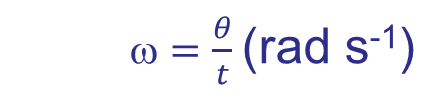 ω = θ/t (rad s⁻¹)